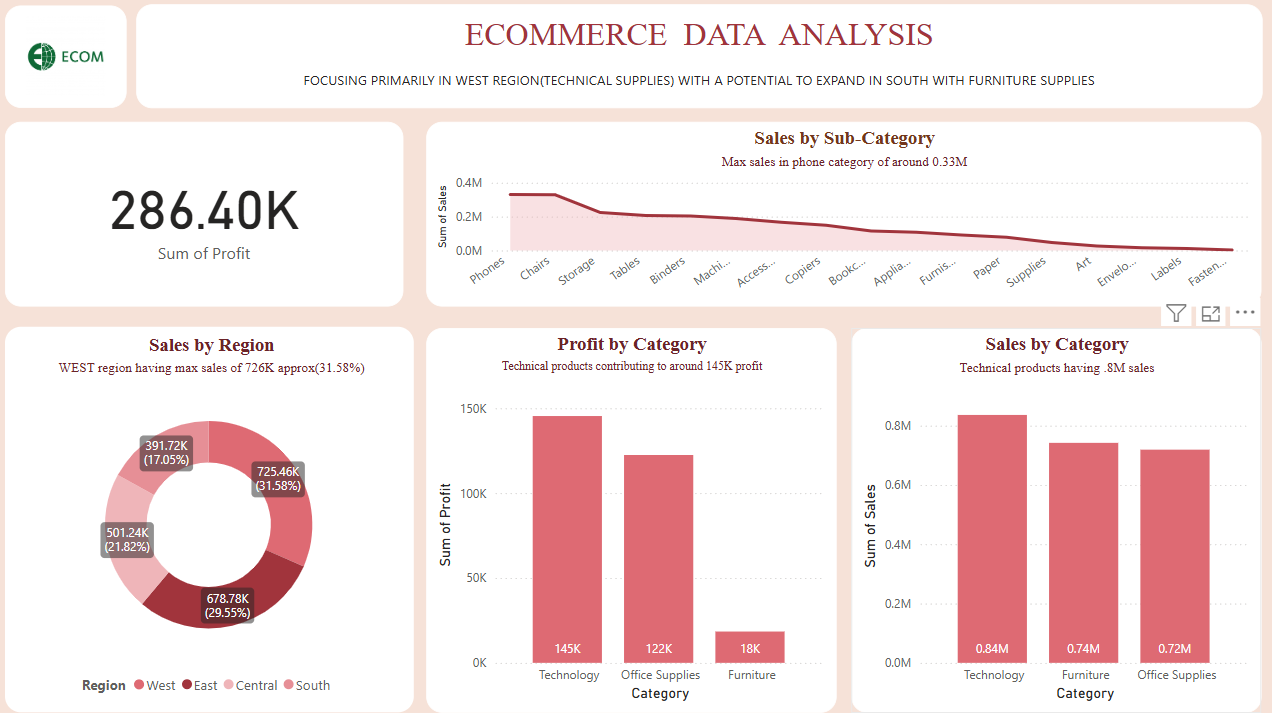 ECOM
ECOMMERCE DATA ANALYSIS
FOCUSING PRIMARILY IN WEST REGION(TECHNICAL SUPPLIES) WITH A POTENTIAL TO EXPAND IN SOUTH WITH FURNITURE SUPPLIES
286.40K
Sum of Profit
Sales by Sub-Category
Max sales in phone category of around 0.33M
Sum of Sales
0.4M
0.2M
0.0M
Phones
Chairs
Storage
Tables
Binders
Machi...
Access...
Copiers
Bookc...
Applia...
Furnis...
Paper
Supplies
Art
Envelo...
Labels
Fasten...
Sales by Region
WEST region having max sales of 726K approx(31.58%)
391.72K
(17.05%)
725.46K
(31.58%)
501.24K
(21.82%)
678.78K
(29.55%)
Region West East Central South
Profit by Category
Technical products contributing to around 145K profit
Sum of Profit
150K
100K
50K
0K
145K
122K
18K
Technology
Office Supplies
Furniture
Category
Sales by Category
Technical products having .8M sales
Sum of Sales
0.8M
0.6M
0.4M
0.2M
0.0M
0.84M
0.74M
0.72M
Technology
Furniture
Office Supplies
Category